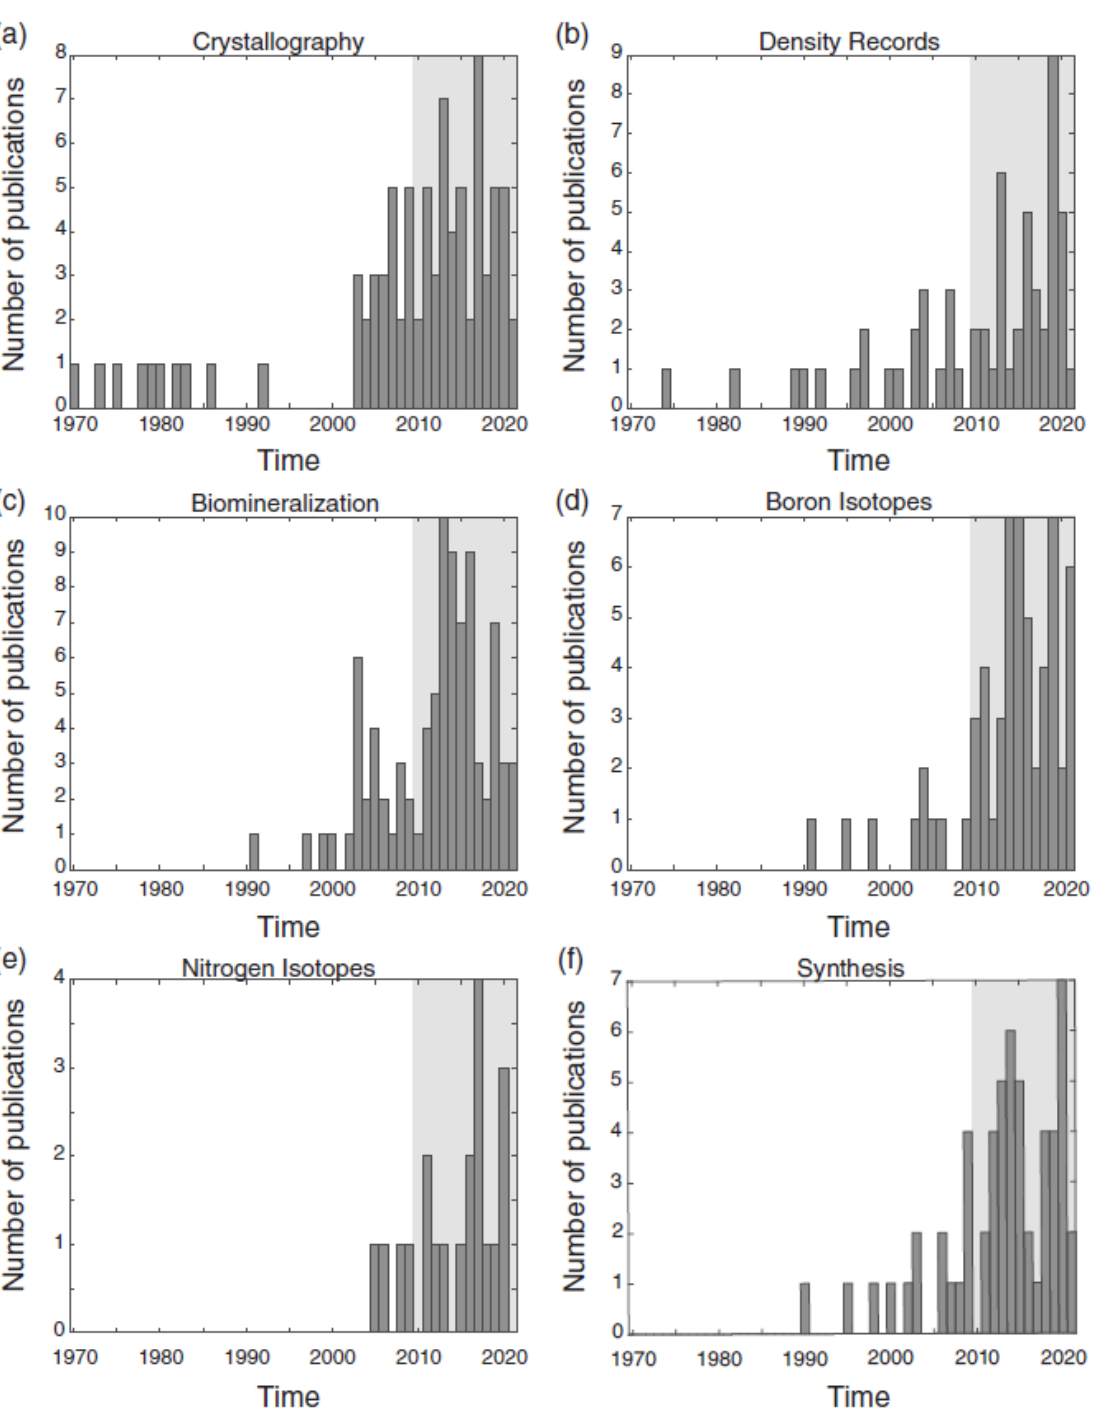 (a) Crystallography
8
7
6
5
4
3
2
1
0
Number of publications
1970 1980 1990 2000 2010 2020
Time
(b) Density Records
9
8
7
6
5
4
3
2
1
0
Number of publications
1970 1980 1990 2000 2010 2020
Time
(c) Biomineralization
10
9
8
7
6
5
4
3
2
1
0
Number of publications
1970 1980 1990 2000 2010 2020
Time
(d) Boron Isotopes
7
6
5
4
3
2
1
0
Number of publications
1970 1980 1990 2000 2010 2020
Time
(e) Nitrogen Isotopes
4
3
2
1
0
Number of publications
1970 1980 1990 2000 2010 2020
Time
(f) Synthesis
7
6
5
4
3
2
1
0
Number of publications
1970 1980 1990 2000 2010 2020
Time